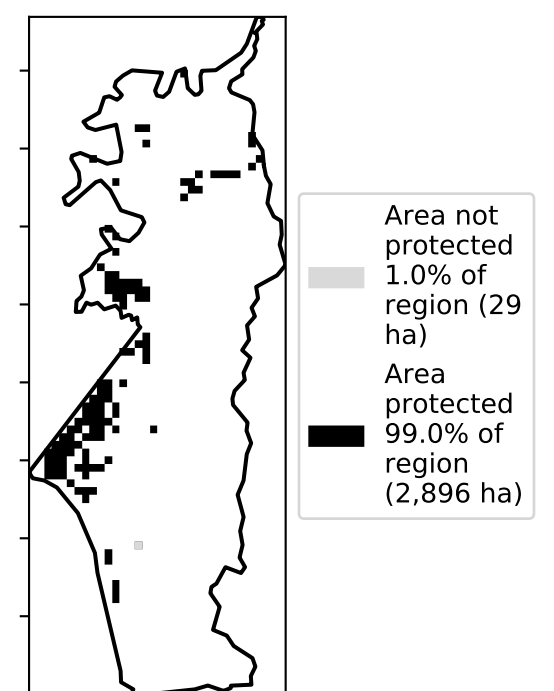 Area not
protected
1.0% of
region (29
ha)
Area
protected
99.0% of
region
(2,896 ha)